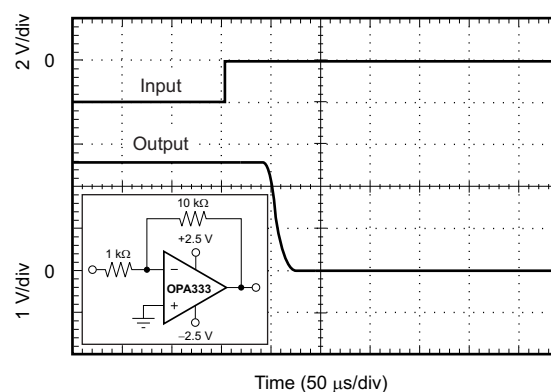 2 V/div
0
Input
Output
10 kΩ
+2.5 V
1 kΩ
−
OPA333
+
−2.5 V
1 V/div
0
Time (50 µs/div)